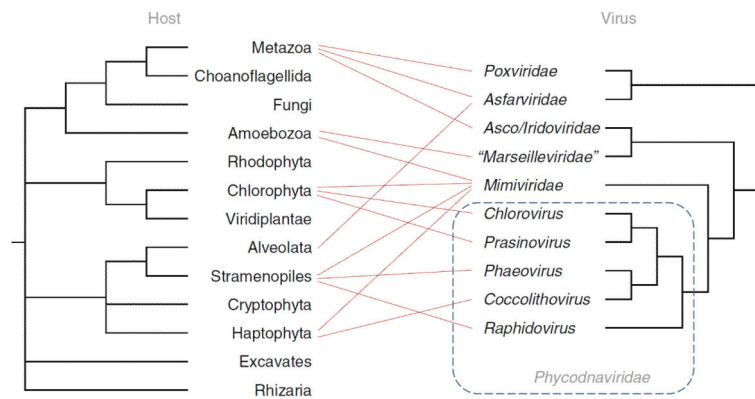 Host
Virus
Metazoa
Choanoflagellida
Fungi
Amoebozoa
Rhodophyta
Chlorophyta
Viridiplantae
Alveolata
Stramenopiles
Cryptophyta
Haptophyta
Excavates
Rhizaria
Poxviridae
Asfarviridae
Asco/Iridoviridae
“Marseilleviridae”
Mimiviridae
Chlorovirus
Prasinovirus
Phaeovirus
Coccolithovirus
Raphidovirus
Phycodnaviridae